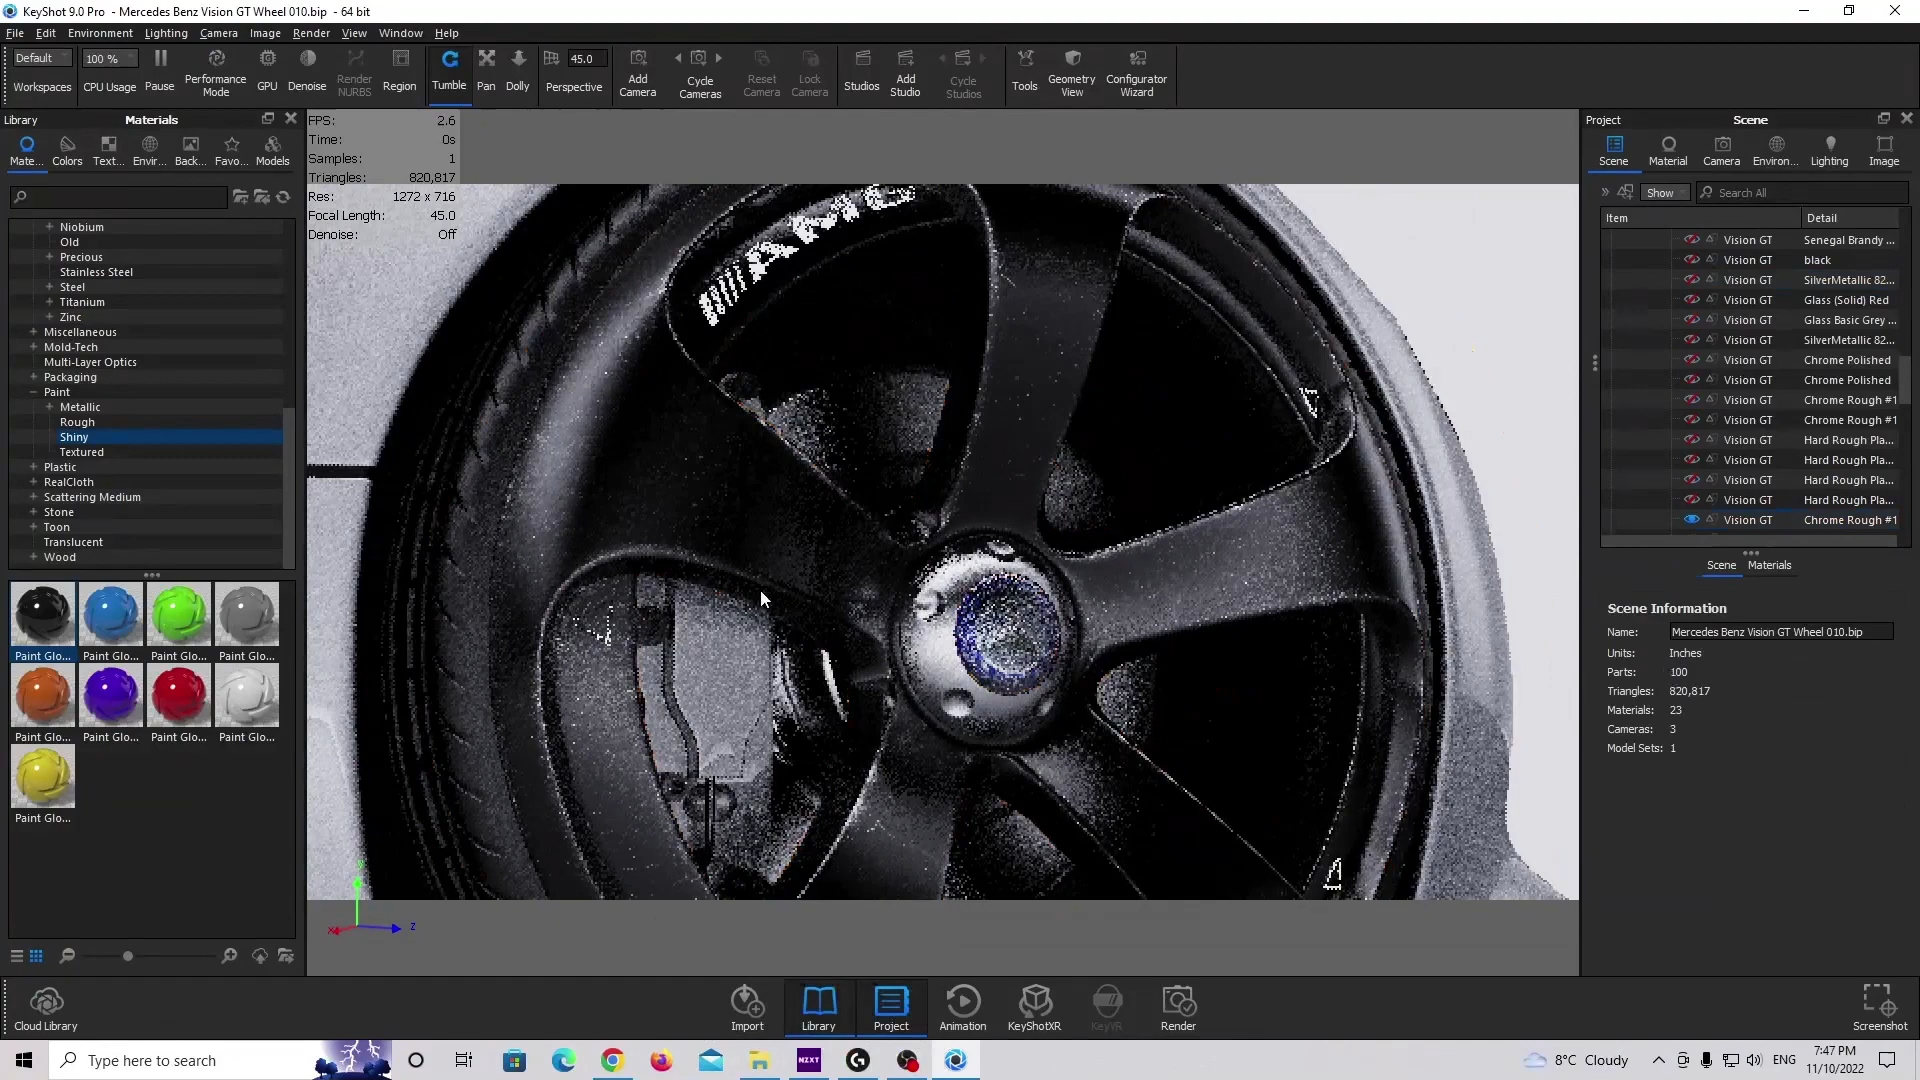 KeyShot 9.0 Pro - Mercedes Benz Vision GT Wheel 010.bip - 64 bit
File Edit Environment Lighting Camera Image Render View Window Help
Default 100 % 45.0
Workspaces CPU Usage Pause Performance Mode GPU Denoise Render NURBS Region Tumble Pan Dolly Perspective Add Camera Cycle Cameras Reset Camera Lock Camera Studios Add Studio Cycle Studios Tools Geometry View Configurator Wizard
Library Materials
Mate... Colors Text... Envir... Back... Favo... Models
Niobium
Old
Precious
Stainless Steel
Steel
Titanium
Zinc
Miscellaneous
Mold-Tech
Multi-Layer Optics
Packaging
Paint
Metallic
Rough
Shiny
Textured
Plastic
RealCloth
Scattering Medium
Stone
Toon
Translucent
Wood
Paint Glo... Paint Glo... Paint Glo... Paint Glo...
Paint Glo... Paint Glo... Paint Glo... Paint Glo...
Paint Glo...
FPS: 2.6
Time: 0s
Samples: 1
Triangles: 820,817
Res: 1272 x 716
Focal Length: 45.0
Denoise: Off
AMG
Y
X Z
Project Scene
Scene Material Camera Environ... Lighting Image
Show Search All
Item Detail
Vision GT Senegal Brandy ...
Vision GT black
Vision GT SilverMetallic 82...
Vision GT Glass (Solid) Red
Vision GT Glass Basic Grey ...
Vision GT SilverMetallic 82...
Vision GT Chrome Polished
Vision GT Chrome Polished
Vision GT Chrome Rough #1
Vision GT Chrome Rough #1
Vision GT Hard Rough Pla...
Vision GT Hard Rough Pla...
Vision GT Hard Rough Pla...
Vision GT Hard Rough Pla...
Vision GT Chrome Rough #1
Scene Materials
Scene Information
Name: Mercedes Benz Vision GT Wheel 010.bip
Units: Inches
Parts: 100
Triangles: 820,817
Materials: 23
Cameras: 3
Model Sets: 1
Cloud Library Import Library Project Animation KeyShotXR KeyVR Render Screenshot
Type here to search
NZXT
8°C Cloudy ENG 7:47 PM
11/10/2022